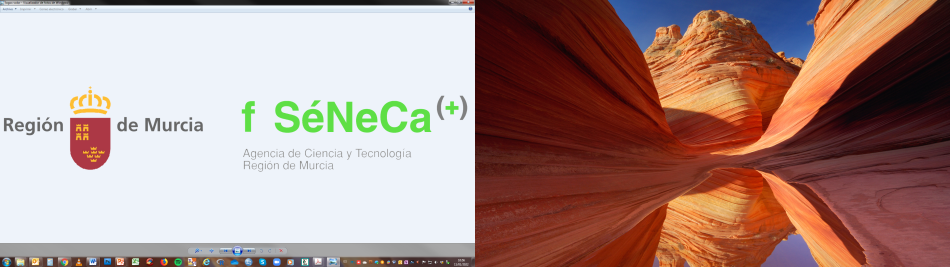 Región de Murcia
f SéNeCa(+)
Agencia de Ciencia y Tecnología
Región de Murcia